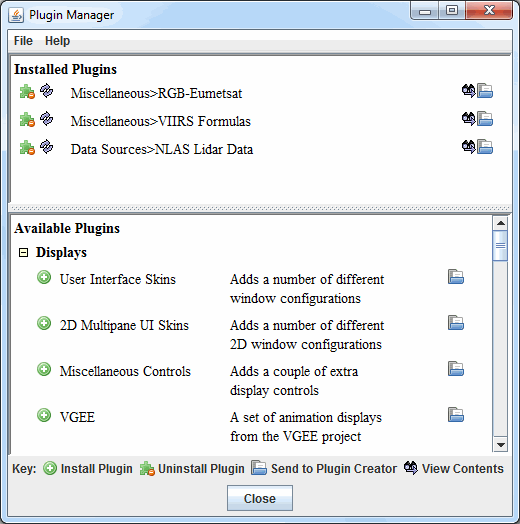 Plugin Manager
File Help
Installed Plugins
Miscellaneous>RGB-Eumetsat
Miscellaneous>VIIRS Formulas
Data Sources>NLAS Lidar Data
Available Plugins
Displays
User Interface Skins Adds a number of different
window configurations
2D Multipane UI Skins Adds a number of different
2D window configurations
Miscellaneous Controls Adds a couple of extra
display controls
VGEE A set of animation displays
from the VGEE project
Key: Install Plugin Uninstall Plugin Send to Plugin Creator View Contents
Close